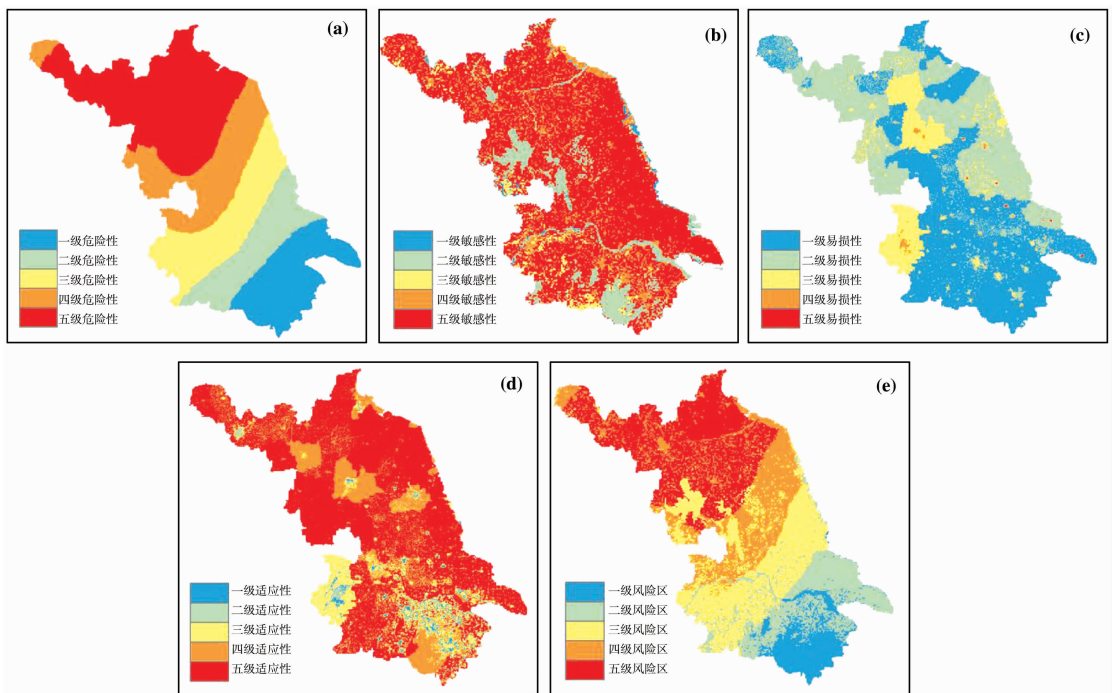 (a)
一级危险性
二级危险性
三级危险性
四级危险性
五级危险性
(b)
一级敏感性
二级敏感性
三级敏感性
四级敏感性
五级敏感性
(c)
一级易损性
二级易损性
三级易损性
四级易损性
五级易损性
(d)
一级适应性
二级适应性
三级适应性
四级适应性
五级适应性
(e)
一级风险区
二级风险区
三级风险区
四级风险区
五级风险区